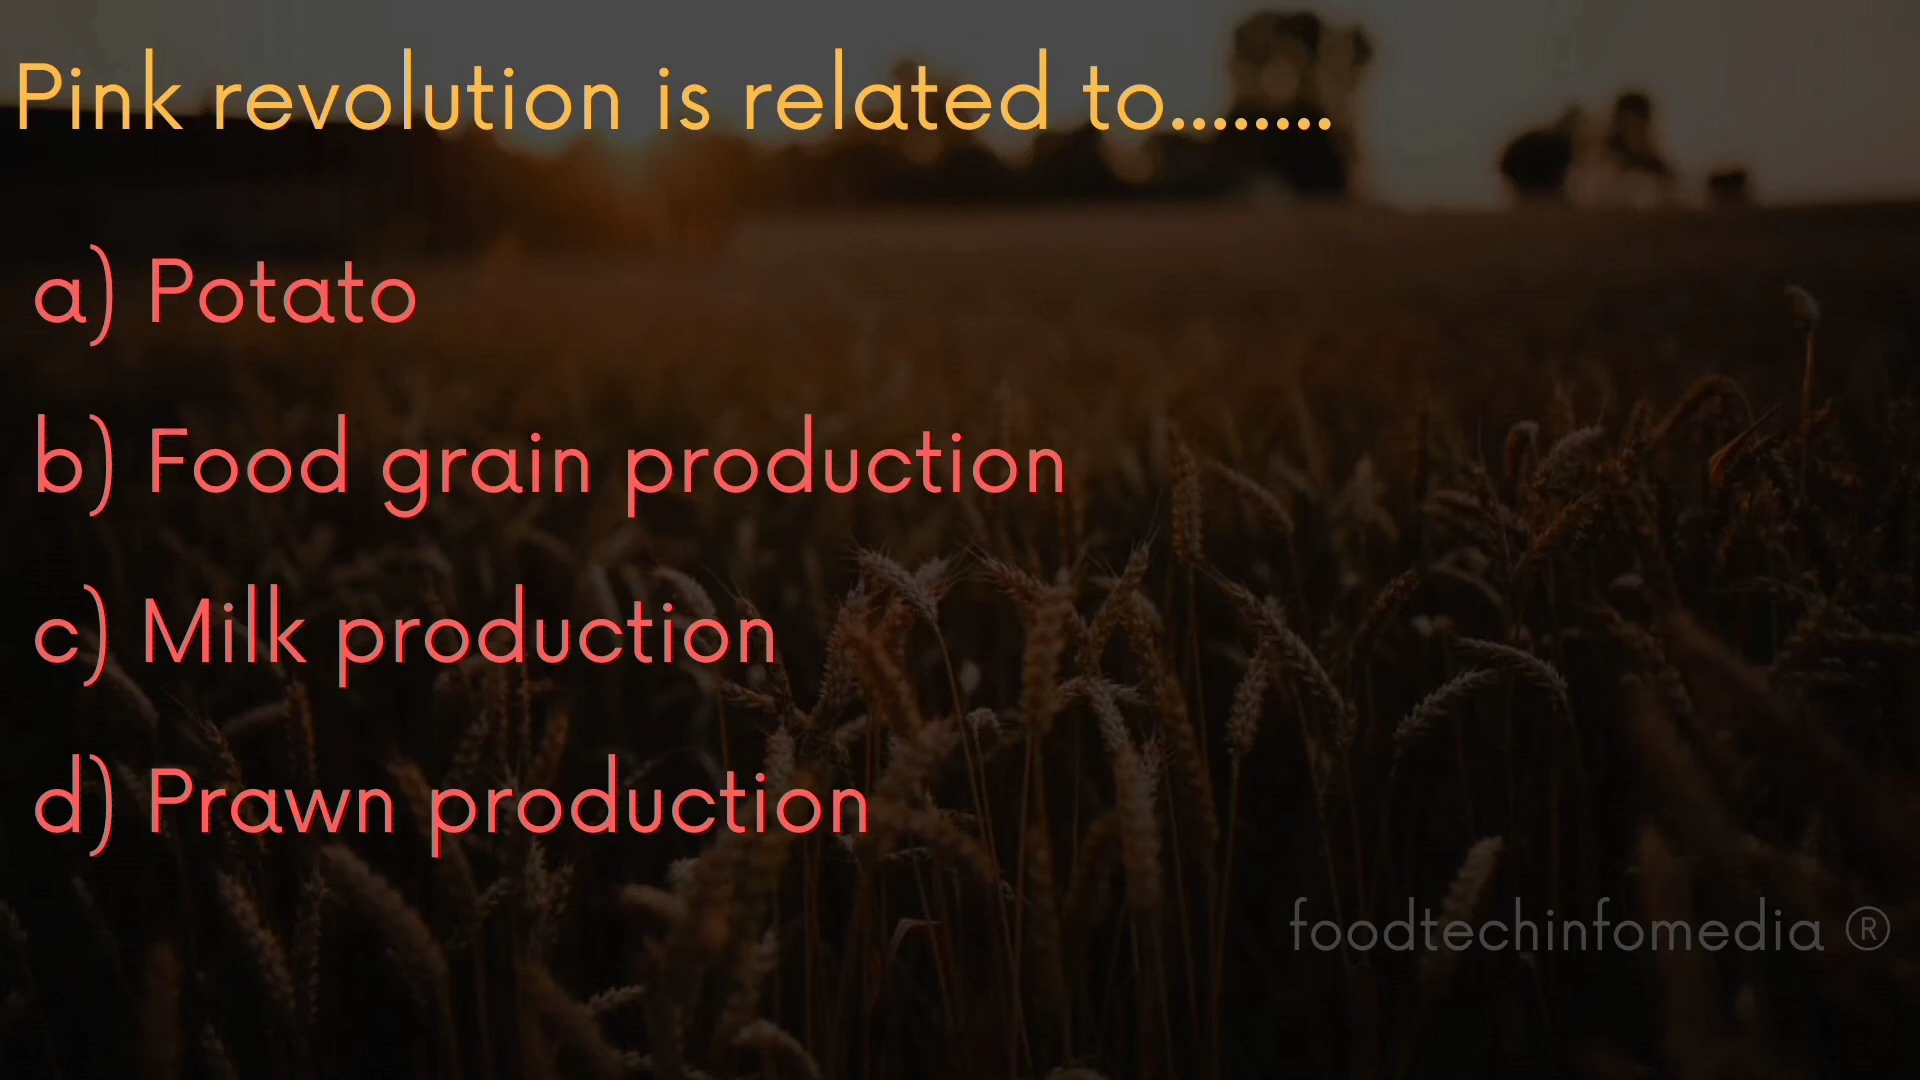 Pink revolution is related to........
a) Potato
b) Food grain production
c) Milk production
d) Prawn production
foodtechinfomedia ®